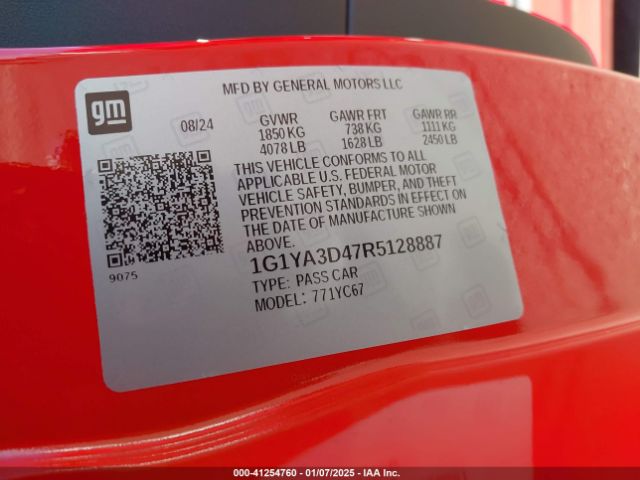 MFD BY GENERAL MOTORS LLC
gm
08/24
GVWR GAWR FRT GAWR RR
1850 KG 738 KG 1111 KG
4078 LB 1628 LB 2450 LB
THIS VEHICLE CONFORMS TO ALL
APPLICABLE U.S. FEDERAL MOTOR
VEHICLE SAFETY, BUMPER, AND THEFT
PREVENTION STANDARDS IN EFFECT ON
THE DATE OF MANUFACTURE SHOWN
ABOVE.
9075
1G1YA3D47R5128887
TYPE: PASS CAR
MODEL: 771YC67
000-41254760 - 01/07/2025 - IAA Inc.